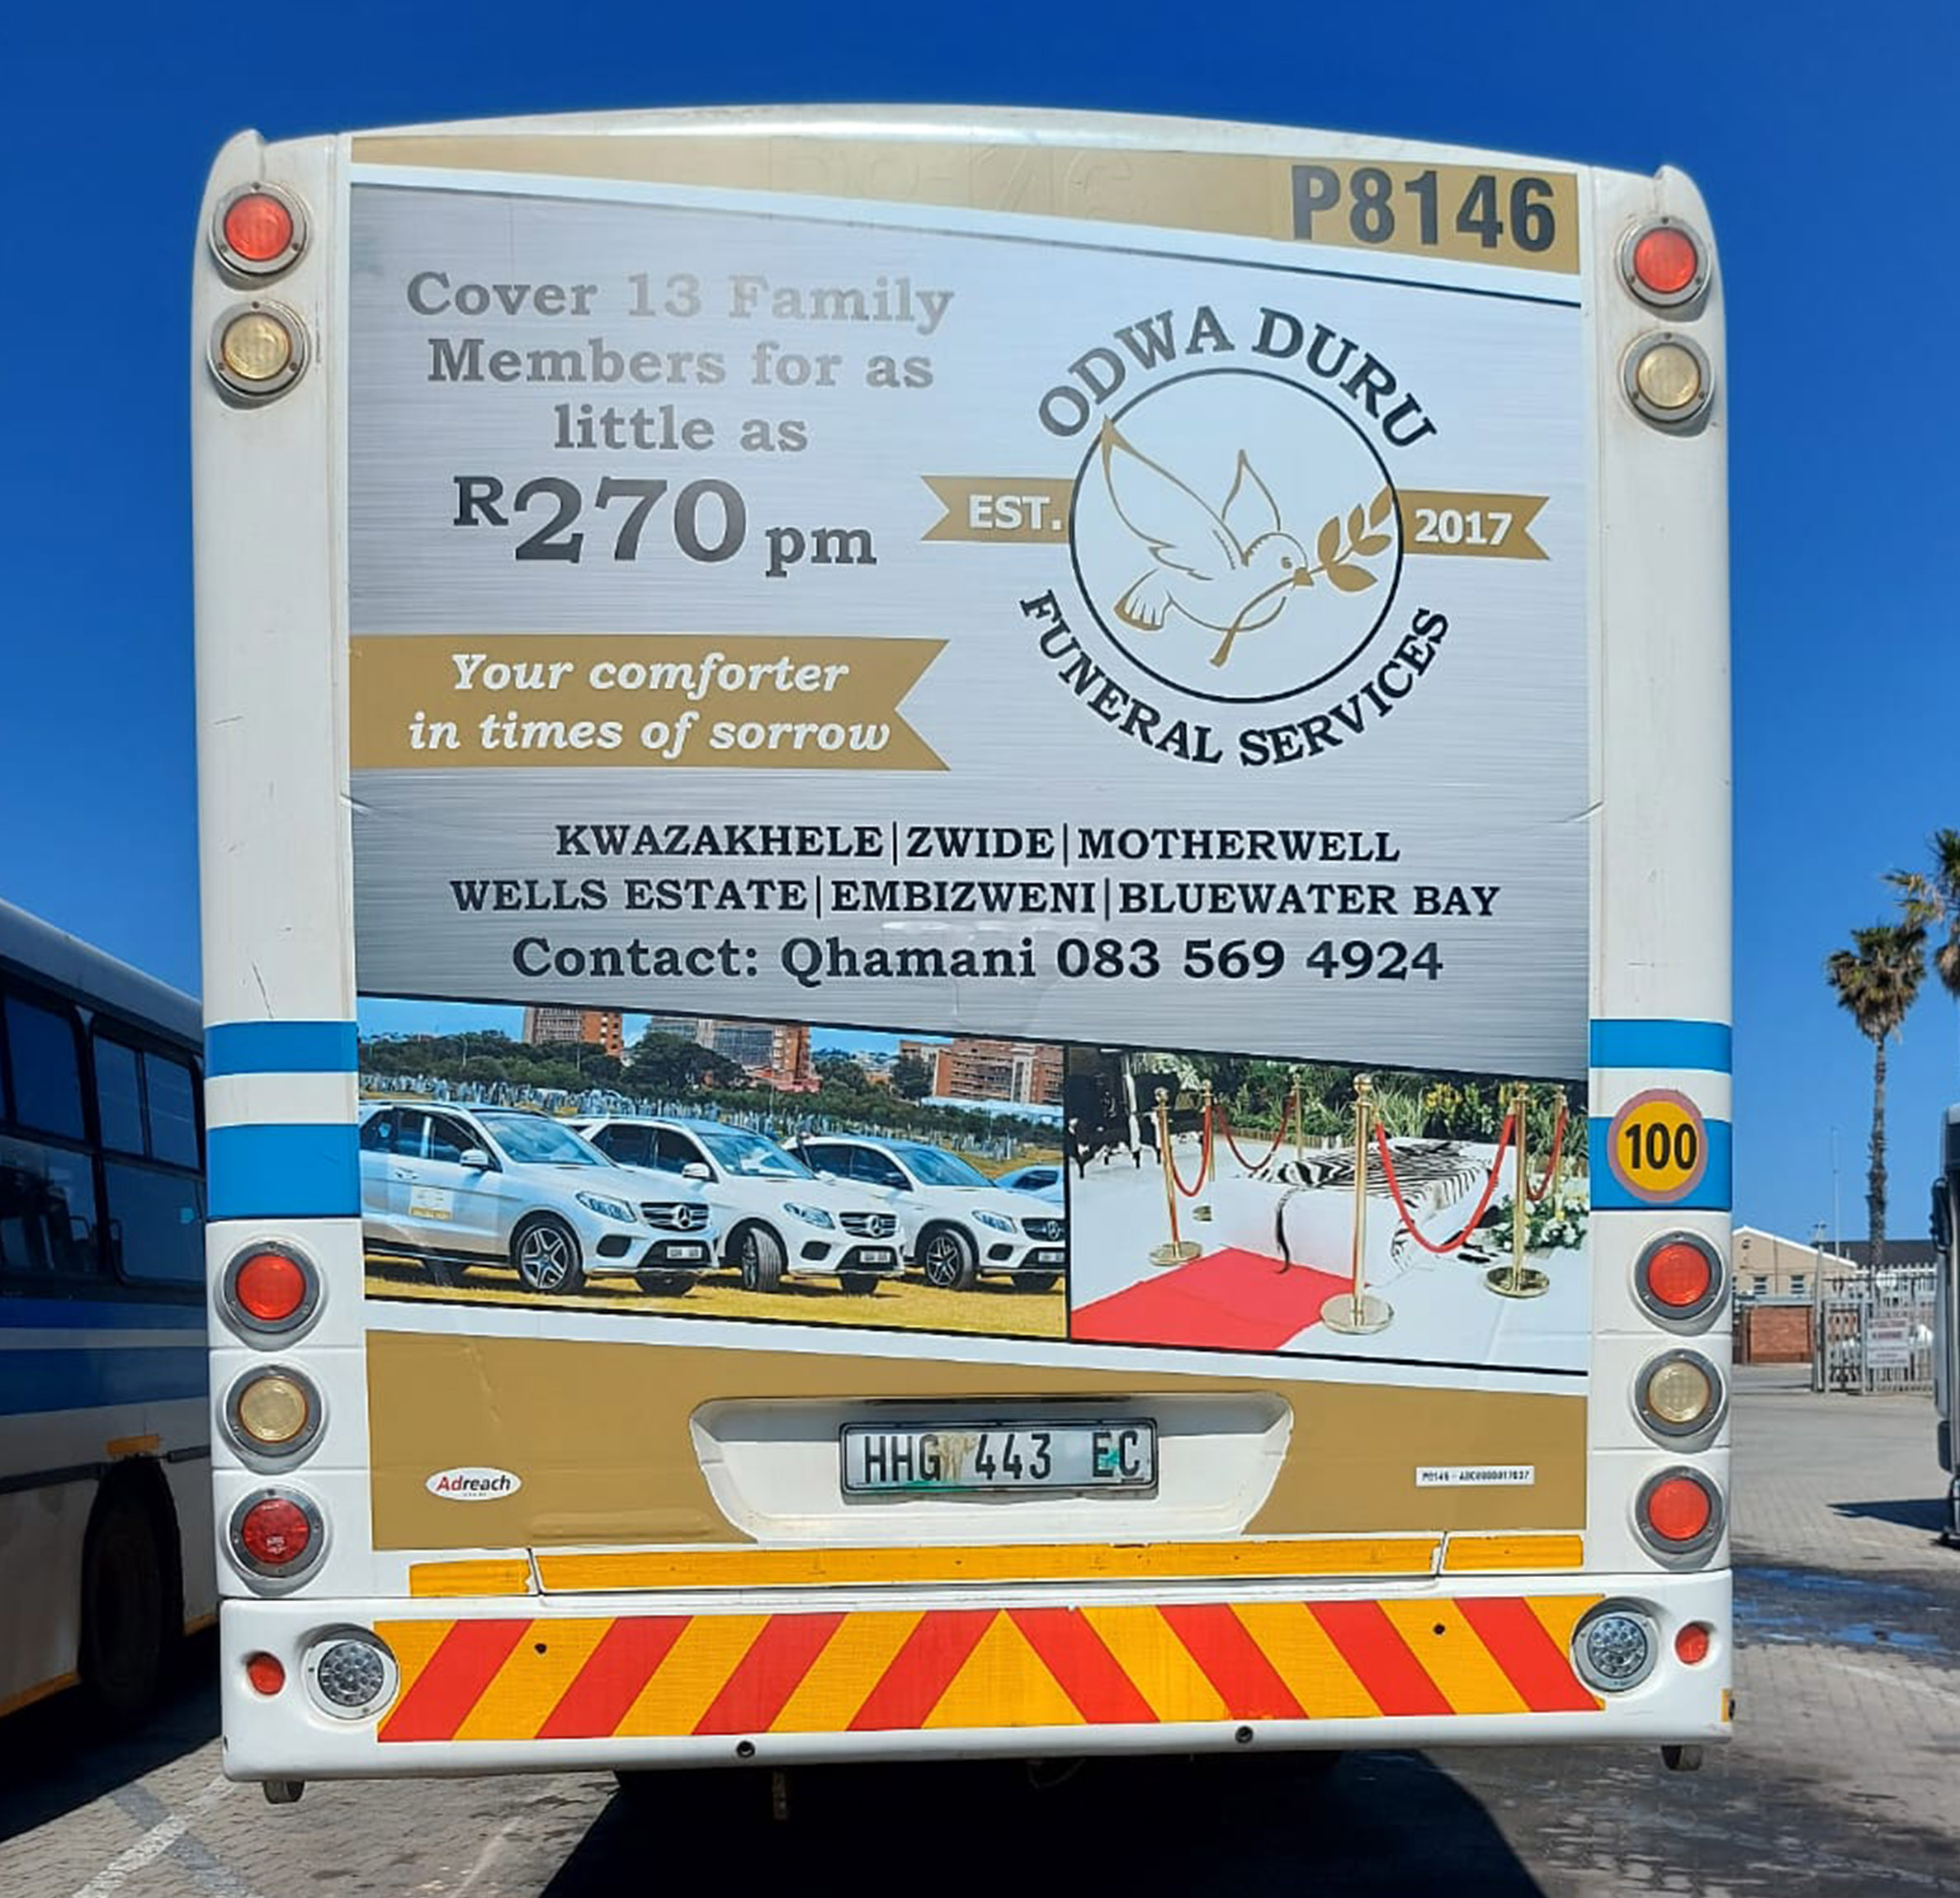 P8146
Cover 13 Family
Members for as
little as
R270 pm
ODWA DURU
EST. 2017
FUNERAL SERVICES
Your comforter
in times of sorrow
KWAZAKHELE|ZWIDE|MOTHERWELL
WELLS ESTATE|EMBIZWENI|BLUEWATER BAY
Contact: Qhamani 083 569 4924
100
HHG 443 EC
Adreach